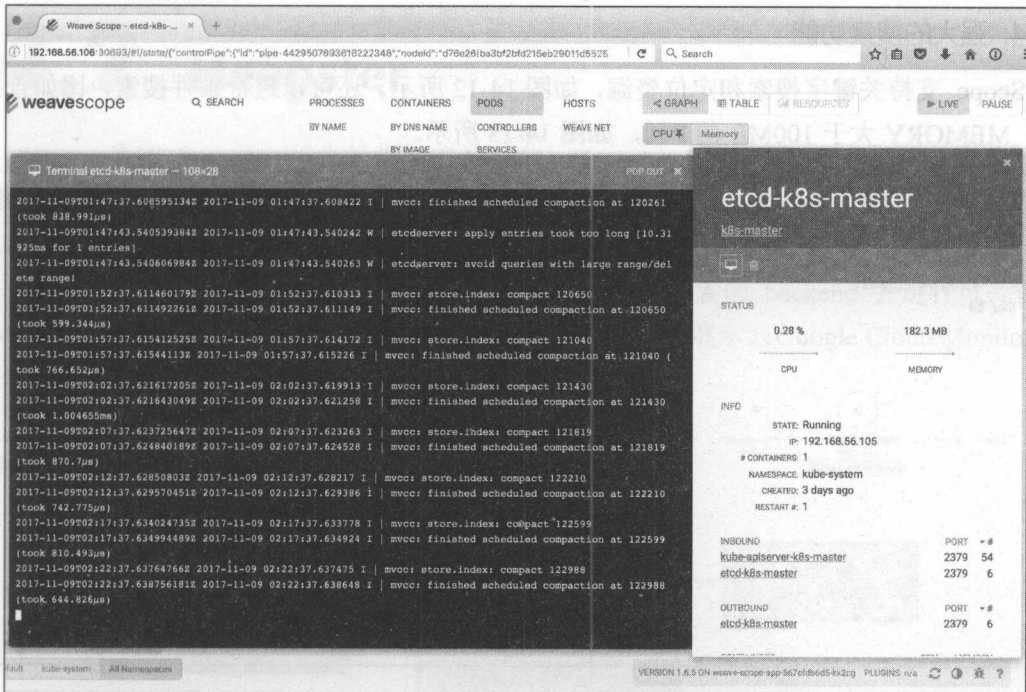 Weave Scope - etcd-k8s-... × +
192.168.56.106:30693/#!/state/{"controlPipe":{"id":"pipe-4429507893816222348","nodeId":"d76e26
Search
weavescope
SEARCH
PROCESSES CONTAINERS PODS HOSTS
BY NAME BY DNS NAME CONTROLLERS WEAVE NET
BY IMAGE SERVICES
GRAPH TABLE RESOURCES
LIVE PAUSE
CPU Memory
Terminal etcd-k8s-master — 108×28 POP OUT ×
2017-11-09T01:47:37.608595134Z 2017-11-09 01:47:37.608422 I | mvcc: finished scheduled compaction at 120261
(took 838.991µs)
2017-11-09T01:47:43.540539384Z 2017-11-09 01:47:43.540242 W | etcdserver: apply entries took too long [10.31
925ms for 1 entries]
2017-11-09T01:47:43.540606984Z 2017-11-09 01:47:43.540263 W | etcdserver: avoid queries with large range/del
ete range!
2017-11-09T01:52:37.611460179Z 2017-11-09 01:52:37.610313 I | mvcc: store.index: compact 120650
2017-11-09T01:52:37.611492261Z 2017-11-09 01:52:37.611149 I | mvcc: finished scheduled compaction at 120650
(took 599.344µs)
2017-11-09T01:57:37.615412525Z 2017-11-09 01:57:37.614172 I | mvcc: store.index: compact 121040
2017-11-09T01:57:37.61544113Z 2017-11-09 01:57:37.615226 I | mvcc: finished scheduled compaction at 121040 (
took 766.652µs)
2017-11-09T02:02:37.621617205Z 2017-11-09 02:02:37.619913 I | mvcc: store.index: compact 121430
2017-11-09T02:02:37.621643049Z 2017-11-09 02:02:37.621258 I | mvcc: finished scheduled compaction at 121430
(took 1.004655ms)
2017-11-09T02:07:37.623725647Z 2017-11-09 02:07:37.623263 I | mvcc: store.index: compact 121819
2017-11-09T02:07:37.624840189Z 2017-11-09 02:07:37.624528 I | mvcc: finished scheduled compaction at 121819
(took 870.7µs)
2017-11-09T02:12:37.62850803Z 2017-11-09 02:12:37.628217 I | mvcc: store.index: compact 122210
2017-11-09T02:12:37.629570451Z 2017-11-09 02:12:37.629386 I | mvcc: finished scheduled compaction at 122210
(took 742.775µs)
2017-11-09T02:17:37.634024735Z 2017-11-09 02:17:37.633778 I | mvcc: store.index: compact 122599
2017-11-09T02:17:37.634994489Z 2017-11-09 02:17:37.634924 I | mvcc: finished scheduled compaction at 122599
(took 810.493µs)
2017-11-09T02:22:37.63764766Z 2017-11-09 02:22:37.637475 I | mvcc: store.index: compact 122988
2017-11-09T02:22:37.638756181Z 2017-11-09 02:22:37.638648 I | mvcc: finished scheduled compaction at 122988
(took 644.826µs)
etcd-k8s-master
k8s-master
STATUS
0.28 % 182.3 MB
CPU MEMORY
INFO
STATE: Running
IP: 192.168.56.105
# CONTAINERS: 1
NAMESPACE: kube-system
CREATED: 3 days ago
RESTART #: 1
INBOUND PORT #
kube-apiserver-k8s-master 2379 54
etcd-k8s-master 2379 6
OUTBOUND PORT #
etcd-k8s-master 2379 6
fault kube-system All Namespaces
VERSION 1.6.5 ON weave-scope-app-567cfdb6d5-kk2cg PLUGINS: n/a